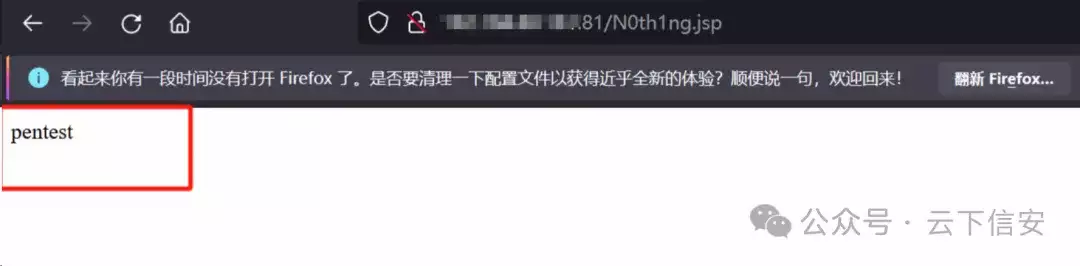 .81/N0th1ng.jsp
看起来你有一段时间没有打开 Firefox 了。是否要清理一下配置文件以获得近乎全新的体验？顺便说一句，欢迎回来！ 翻新 Firefox...
pentest
公众号 · 云下信安